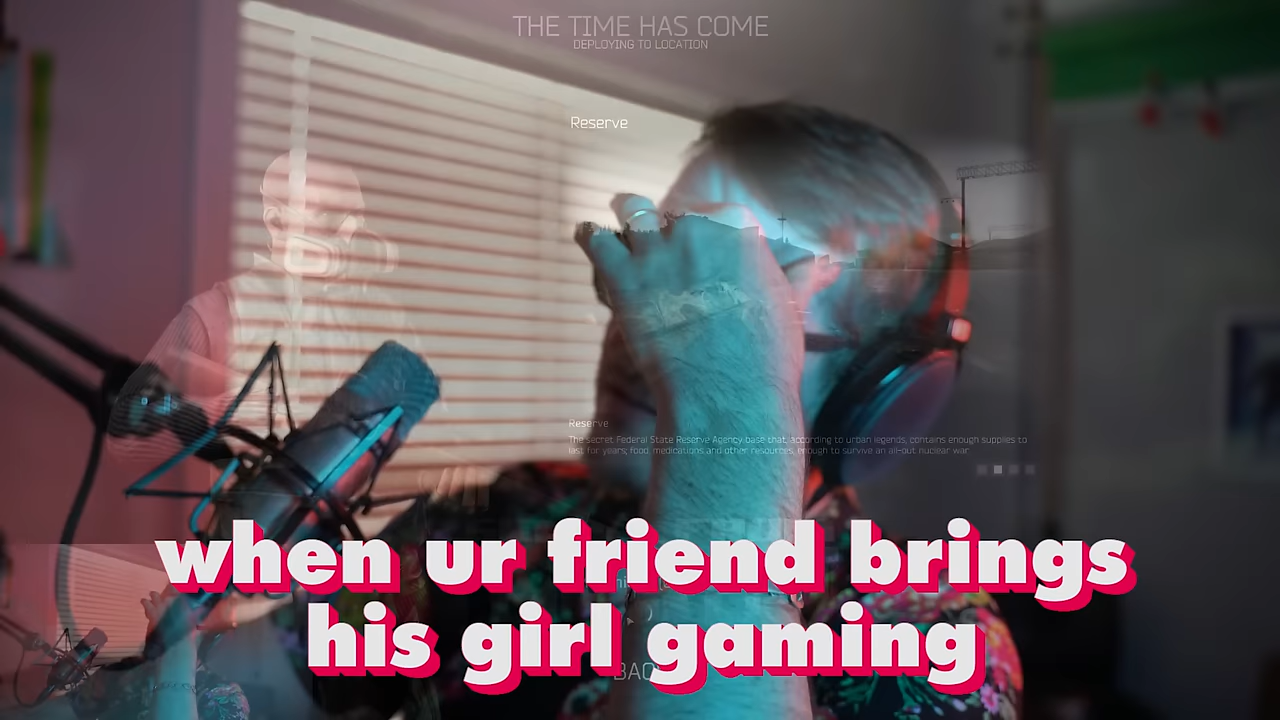 THE TIME HAS COME
DEPLOYING TO LOCATION
Reserve
Reserve
The secret Federal State Reserve Agency base that, according to urban legends, contains enough supplies to
last for years; food, medications and other resources, enough to survive an all-out nuclear war.
when ur friend brings
his girl gaming